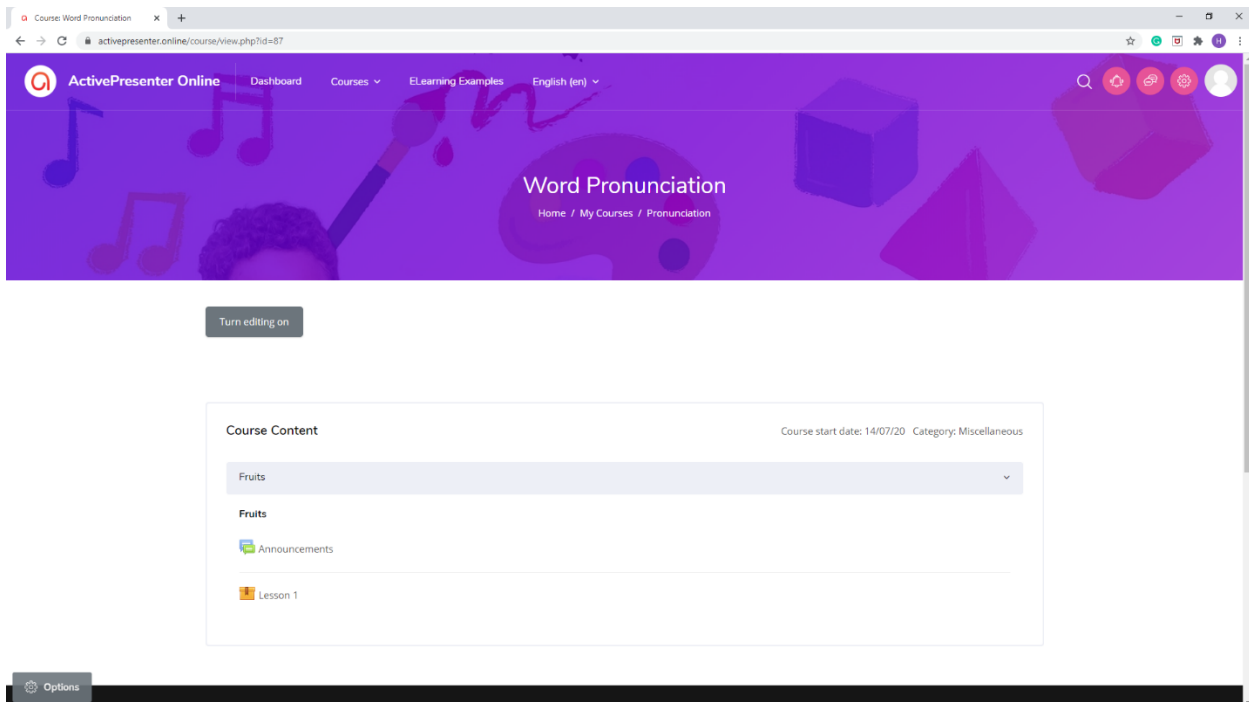 Course: Word Pronunciation
activepresenter.online/course/view.php?id=87
H
ActivePresenter Online Dashboard Courses ELearning Examples English (en)
Word Pronunciation
Home / My Courses / Pronunciation
Turn editing on
Course Content Course start date: 14/07/20 Category: Miscellaneous
Fruits
Fruits
Announcements
Lesson 1
Options